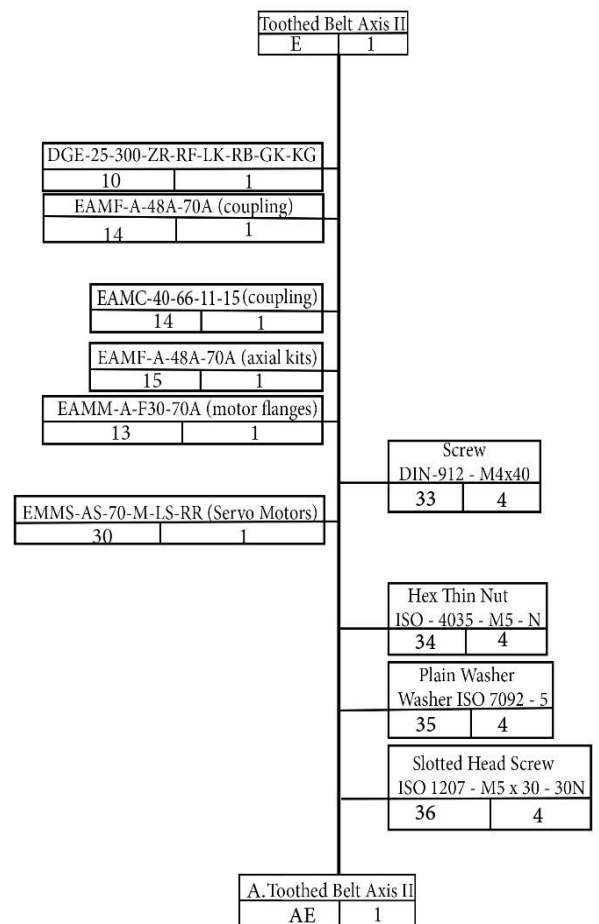 Toothed Belt Axis II
E 1
DGE-25-300-ZR-RF-LK-RB-GK-KG
10 1
EAMF-A-48A-70A (coupling)
14 1
EAMC-40-66-11-15(coupling)
14 1
EAMF-A-48A-70A (axial kits)
15 1
EAMM-A-F30-70A (motor flanges)
13 1
Screw
DIN-912 - M4x40
33 4
EMMS-AS-70-M-LS-RR (Servo Motors)
30 1
Hex Thin Nut
ISO - 4035 - M5 - N
34 4
Plain Washer
Washer ISO 7092 - 5
35 4
Slotted Head Screw
ISO 1207 - M5 x 30 - 30N
36 4
A.Toothed Belt Axis II
AE 1